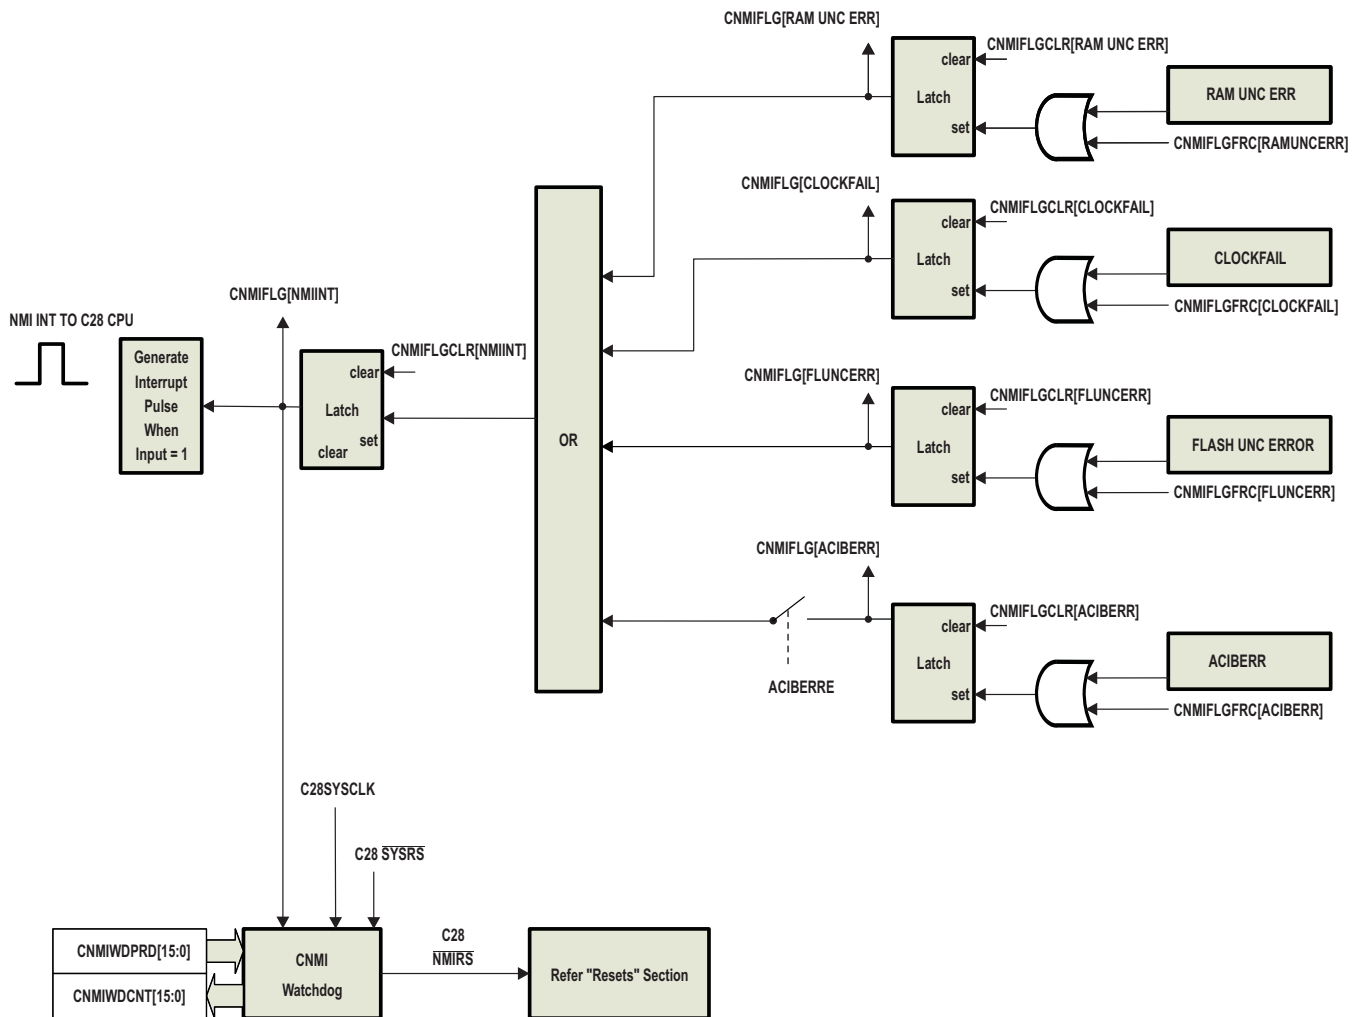 CNMIFLG[RAM UNC ERR]
clear
CNMIFLGCLR[RAM UNC ERR]
Latch
set
RAM UNC ERR
CNMIFLGFRC[RAMUNCERR]
CNMIFLG[CLOCKFAIL]
clear
CNMIFLGCLR[CLOCKFAIL]
Latch
set
CLOCKFAIL
CNMIFLGFRC[CLOCKFAIL]
NMI INT TO C28 CPU
Generate
Interrupt
Pulse
When
Input = 1
CNMIFLG[NMIINT]
CNMIFLGCLR[NMIINT]
clear
Latch
set
clear
OR
CNMIFLG[FLUNCERR]
clear
CNMIFLGCLR[FLUNCERR]
Latch
set
FLASH UNC ERROR
CNMIFLGFRC[FLUNCERR]
CNMIFLG[ACIBERR]
ACIBERRE
clear
CNMIFLGCLR[ACIBERR]
Latch
set
ACIBERR
CNMIFLGFRC[ACIBERR]
C28SYSCLK
C28 SYSRS
CNMIWDPRD[15:0]
CNMIWDCNT[15:0]
CNMI
Watchdog
C28
NMIRS
Refer "Resets" Section